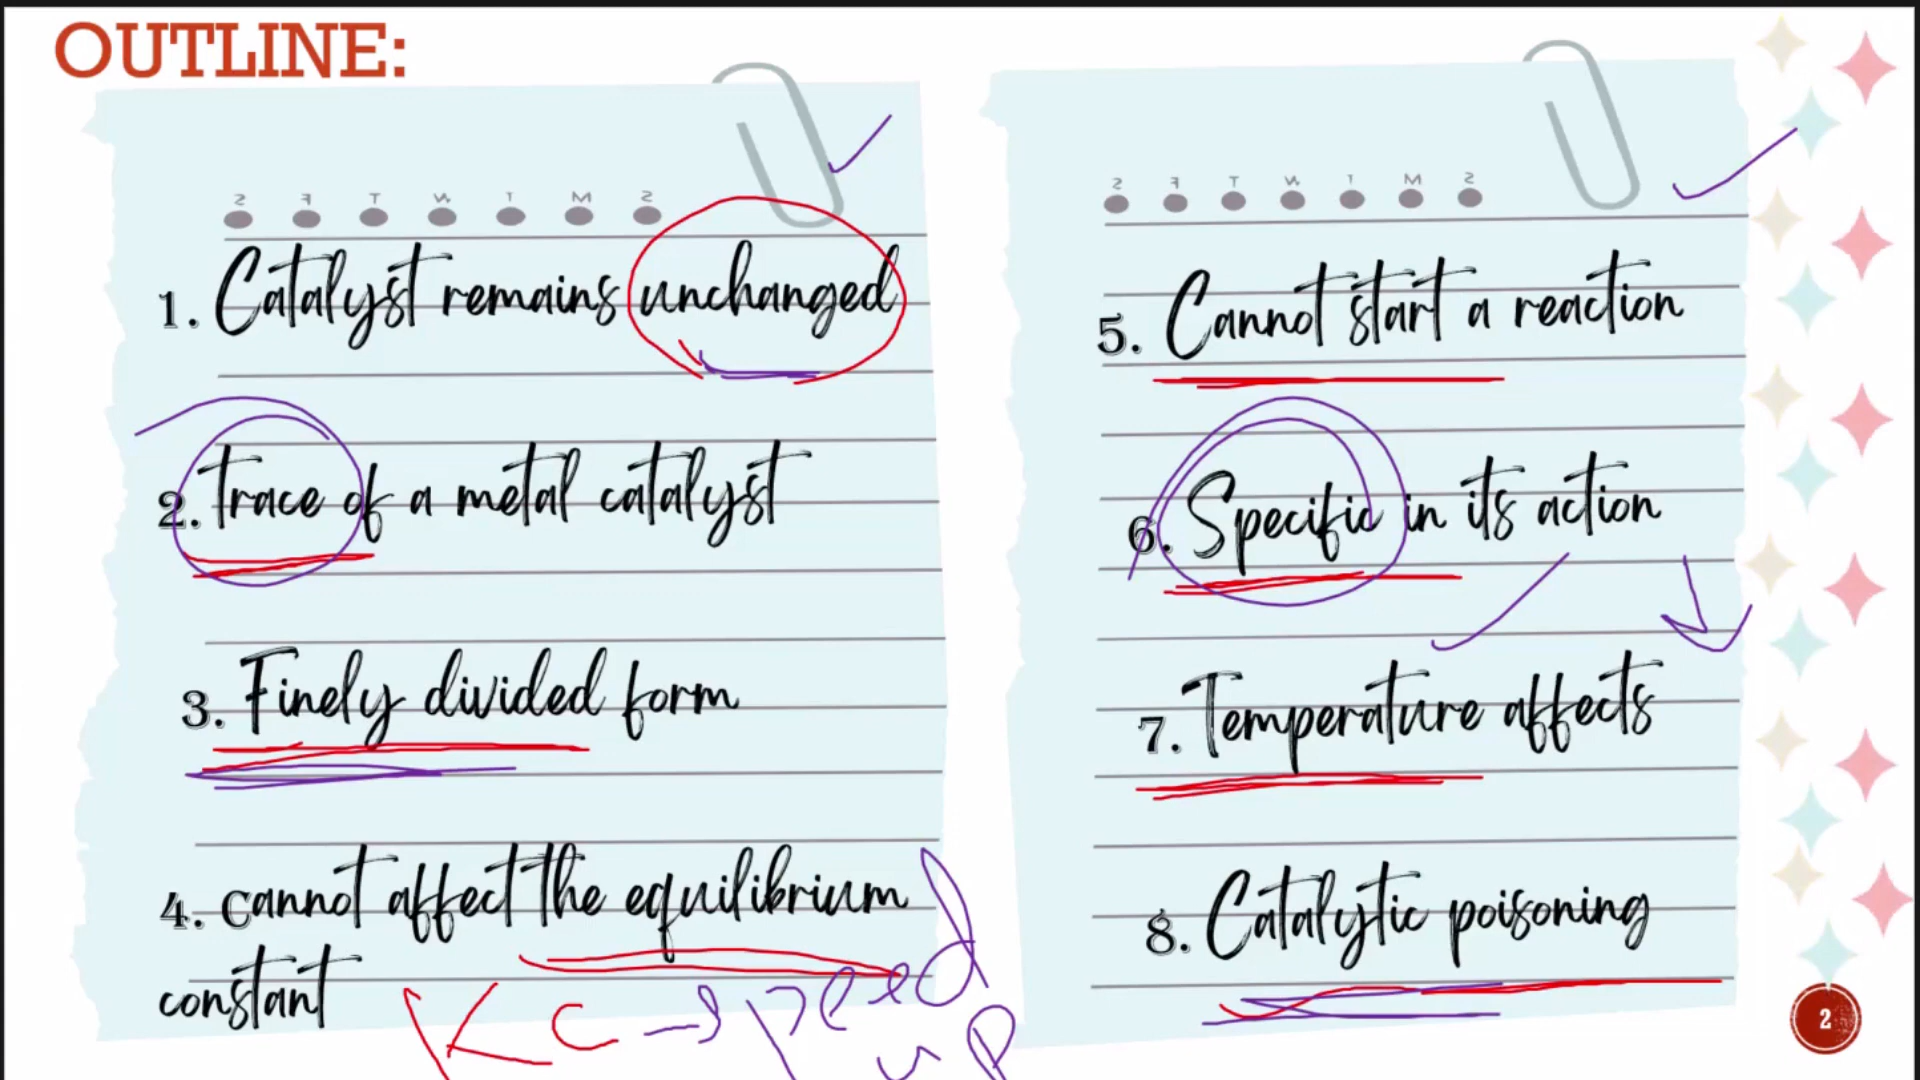 OUTLINE:
S F T W T M S
1. Catalyst remains unchanged
2. Trace of a metal catalyst
3. Finely divided form
4. cannot affect the equilibrium
constant
Kc - speed
up
S F T W T M S
5. Cannot start a reaction
6. Specific in its action
7. Temperature affects
8. Catalytic poisoning
2